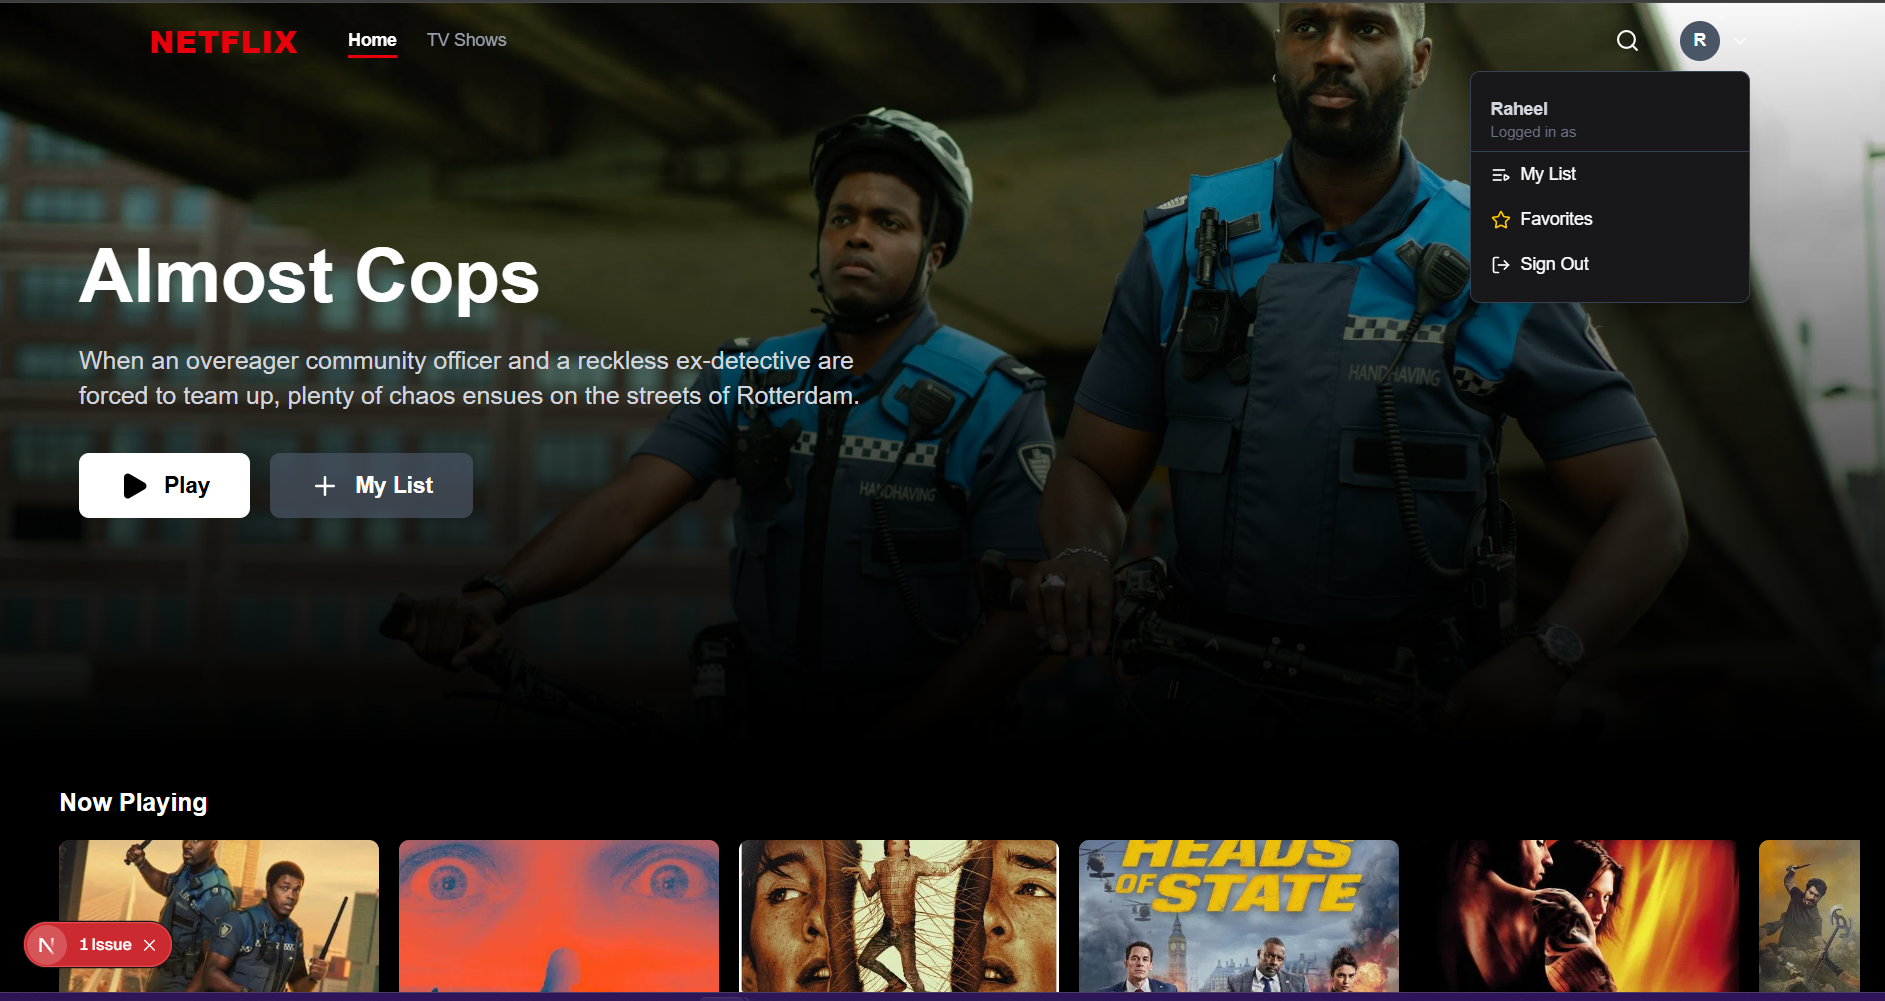 NETFLIX
Home
TV Shows
R
Raheel
Logged in as
My List
Favorites
Sign Out
Almost Cops
When an overeager community officer and a reckless ex-detective are
forced to team up, plenty of chaos ensues on the streets of Rotterdam.
Play
My List
HANDHAVING
HANDHAVING
Now Playing
HEADS
OF STATE
N
1 Issue